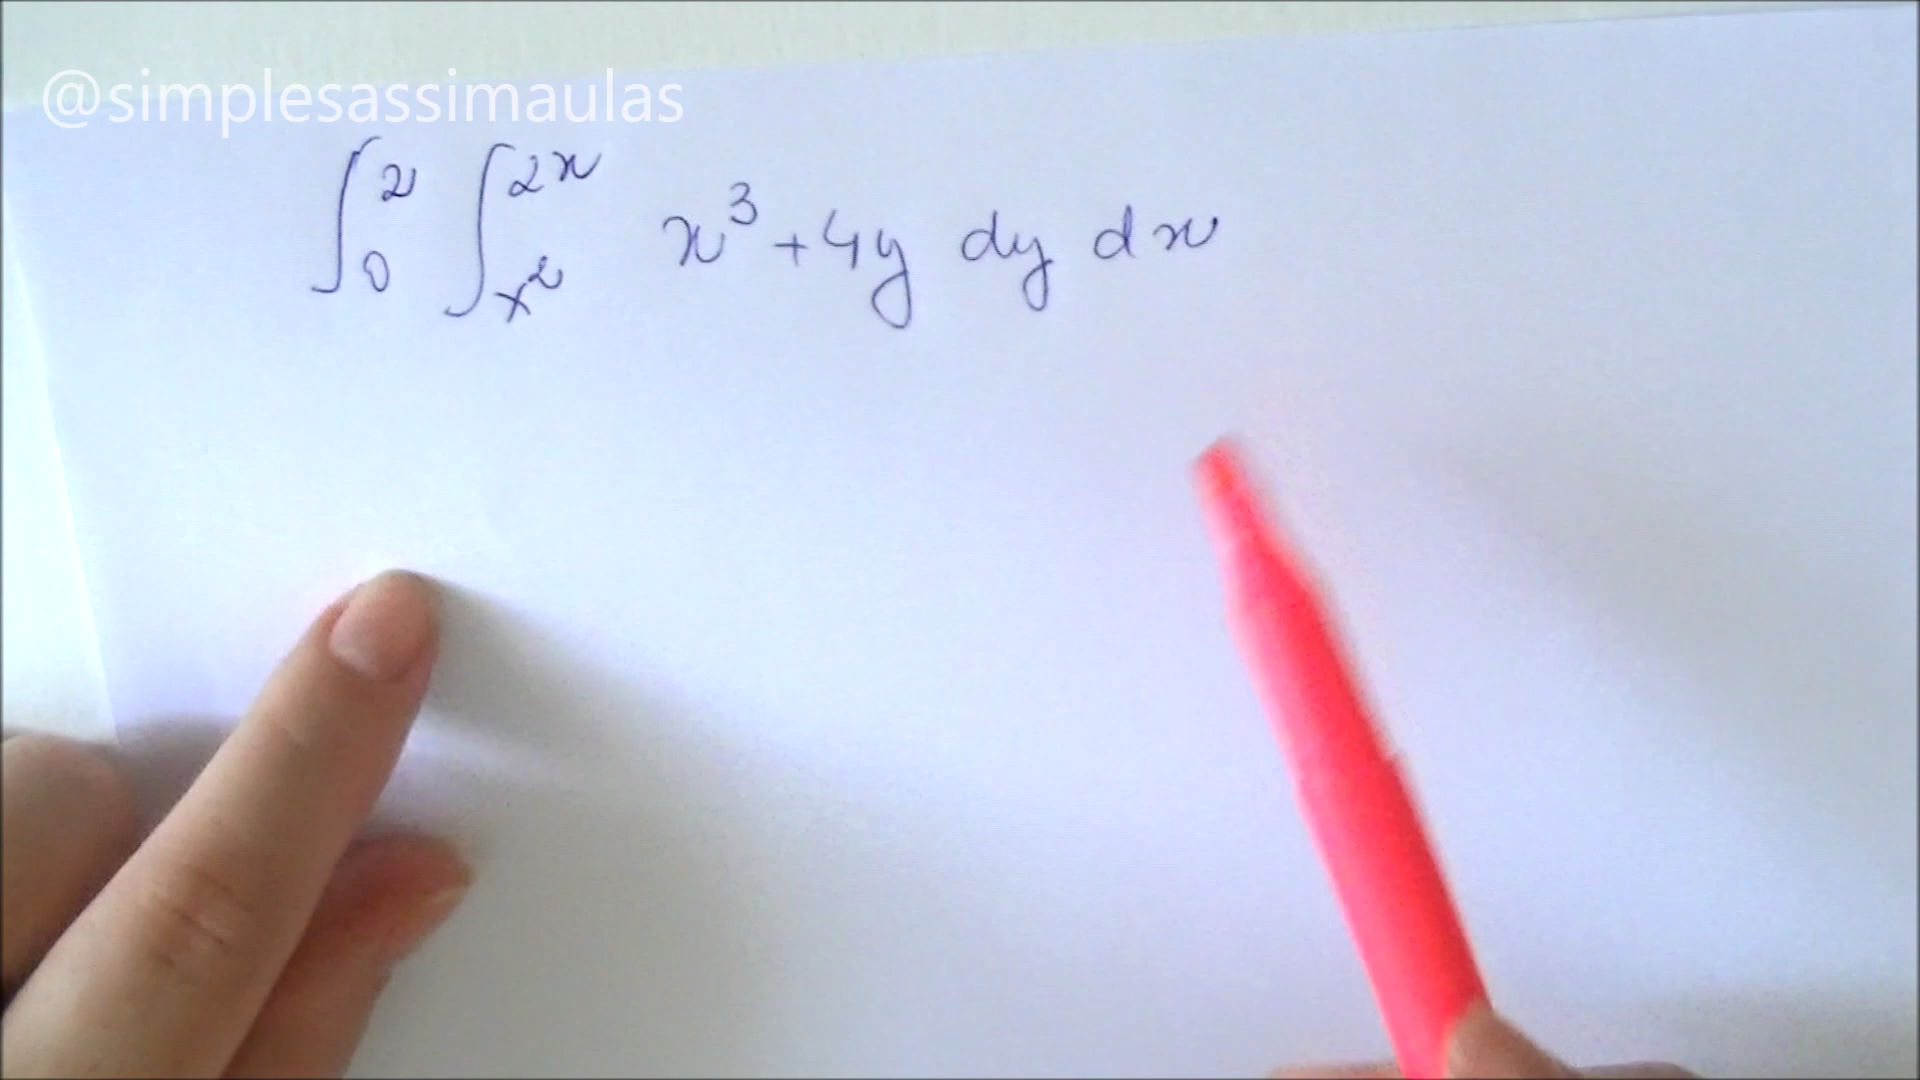 @simplesassimaulas
∫₀² ∫ₓ²²ˣ x³+4y dy dx